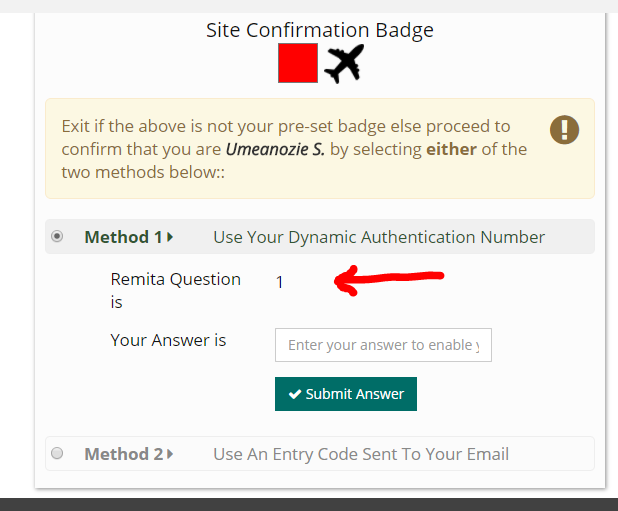 Site Confirmation Badge
Exit if the above is not your pre-set badge else proceed to
confirm that you are Umeanozie S. by selecting either of the
two methods below::
Method 1 Use Your Dynamic Authentication Number
Remita Question 1
is
Your Answer is Enter your answer to enable y
Submit Answer
Method 2 Use An Entry Code Sent To Your Email